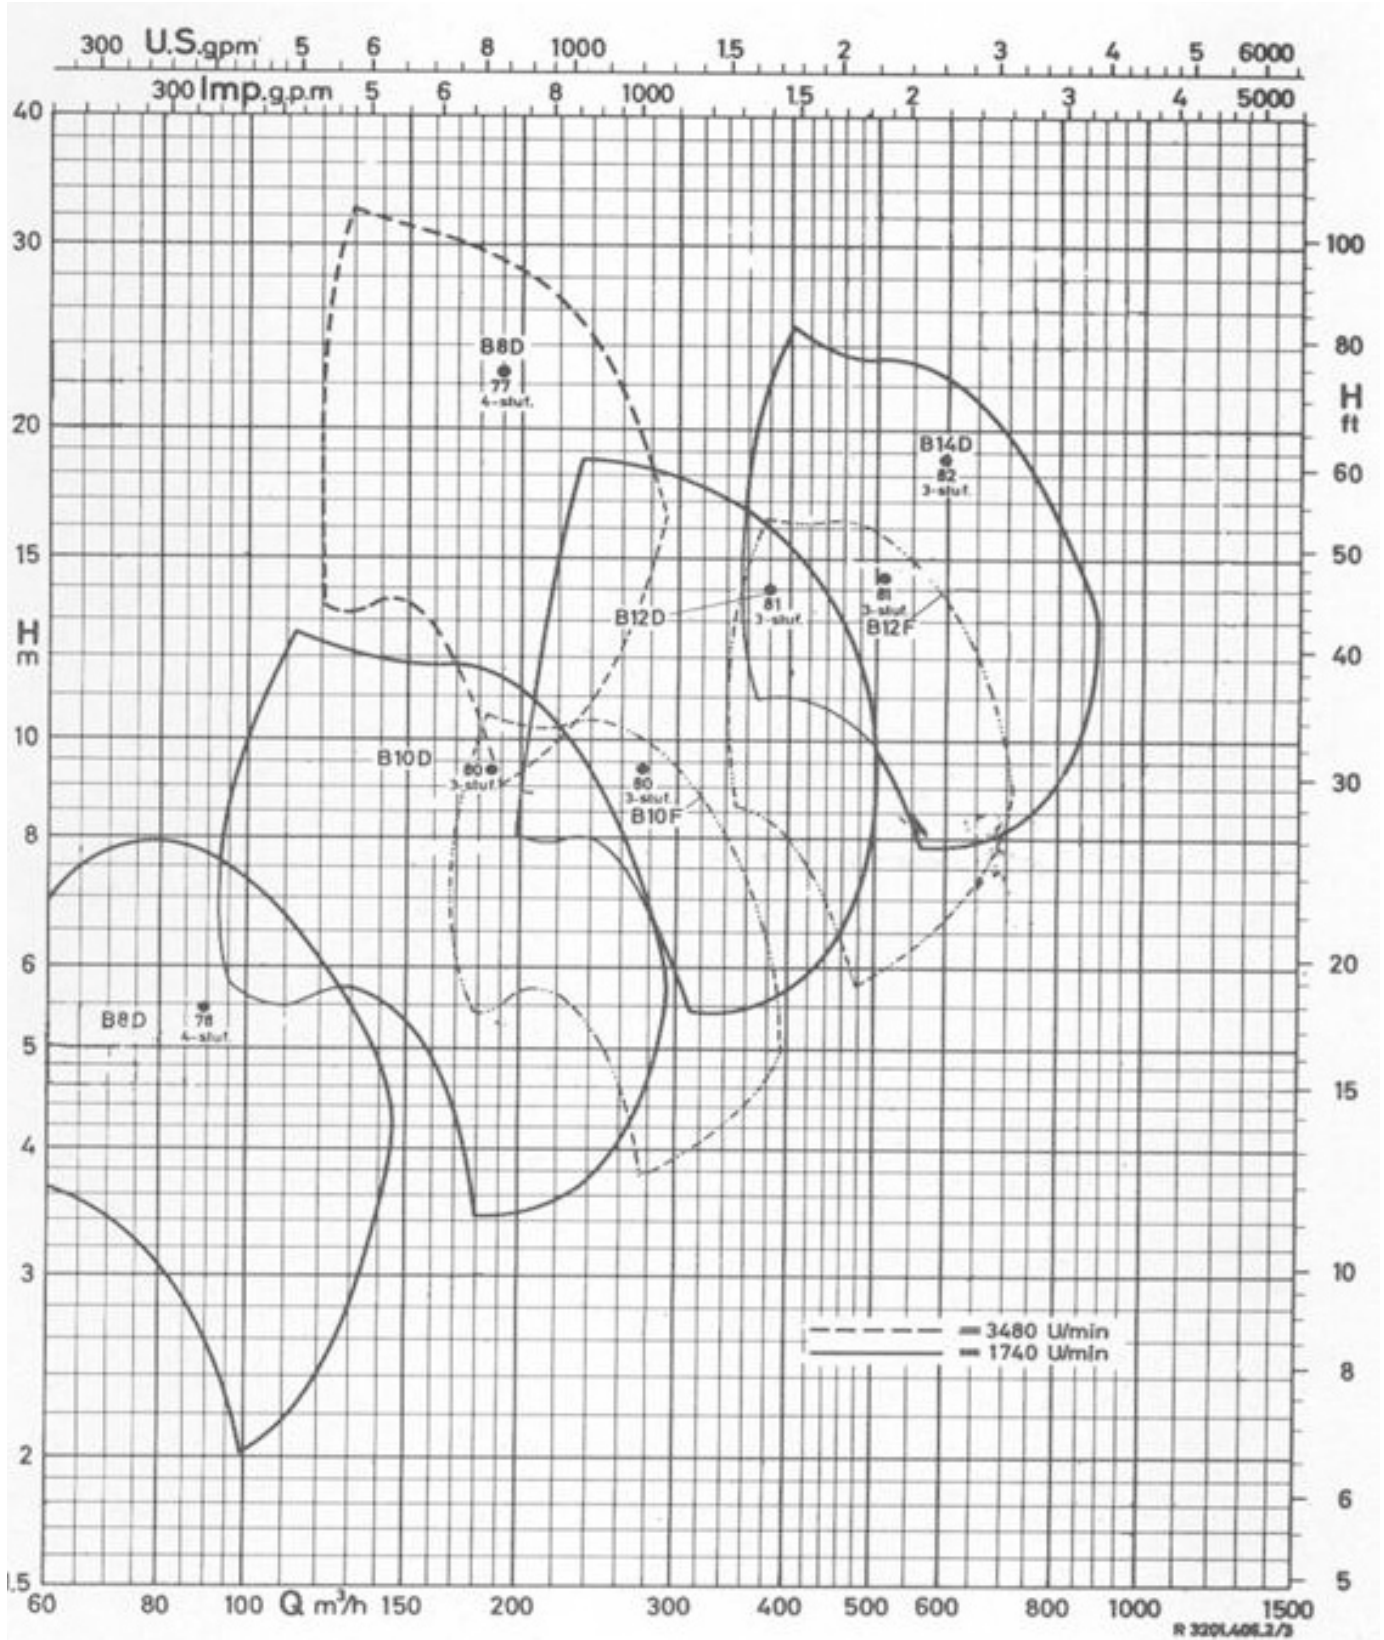 300 U.S.gpm 5 6 8 1000 1.5 2 3 4 5 6000
300 Imp.g.p.m 5 6 1000 1.5 2 3 4 5000
40
30 100
B8D
77
4-stuf.
80
H
ft
20
B14D
82
3-stuf.
60
15 50
B12D
81
3-stuf.
81
3-stuf.
B12F
H
m
40
10
B10D
80
3-stuf.
80
3-stuf.
B10F
30
8
6 20
B8D
78
4-stuf.
5
15
4
3 10
= 3480 U/min
= 1740 U/min
8
2
6
1.5 5
60 80 100 Q m³/h 150 200 300 400 500 600 800 1000 1500
R 3201.405.2/3